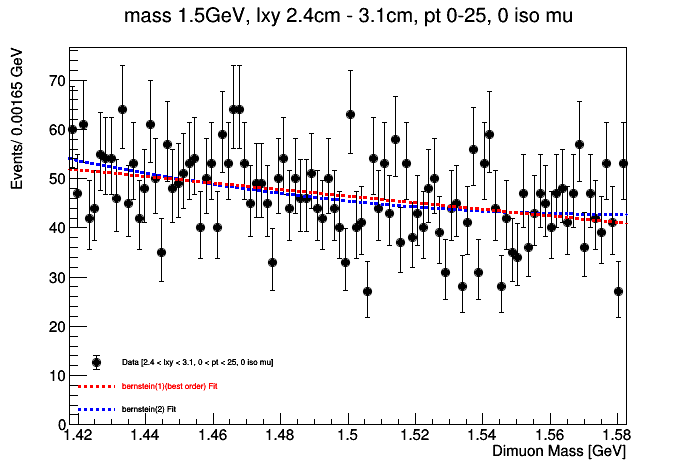 mass 1.5GeV, lxy 2.4cm - 3.1cm, pt 0-25, 0 iso mu
Events/ 0.00165 GeV
70
60
50
40
30
20
10
0
Data [2.4 < lxy < 3.1, 0 < pt < 25, 0 iso mu]
bernstein(1)(best order) Fit
bernstein(2) Fit
1.42 1.44 1.46 1.48 1.5 1.52 1.54 1.56 1.58
Dimuon Mass [GeV]